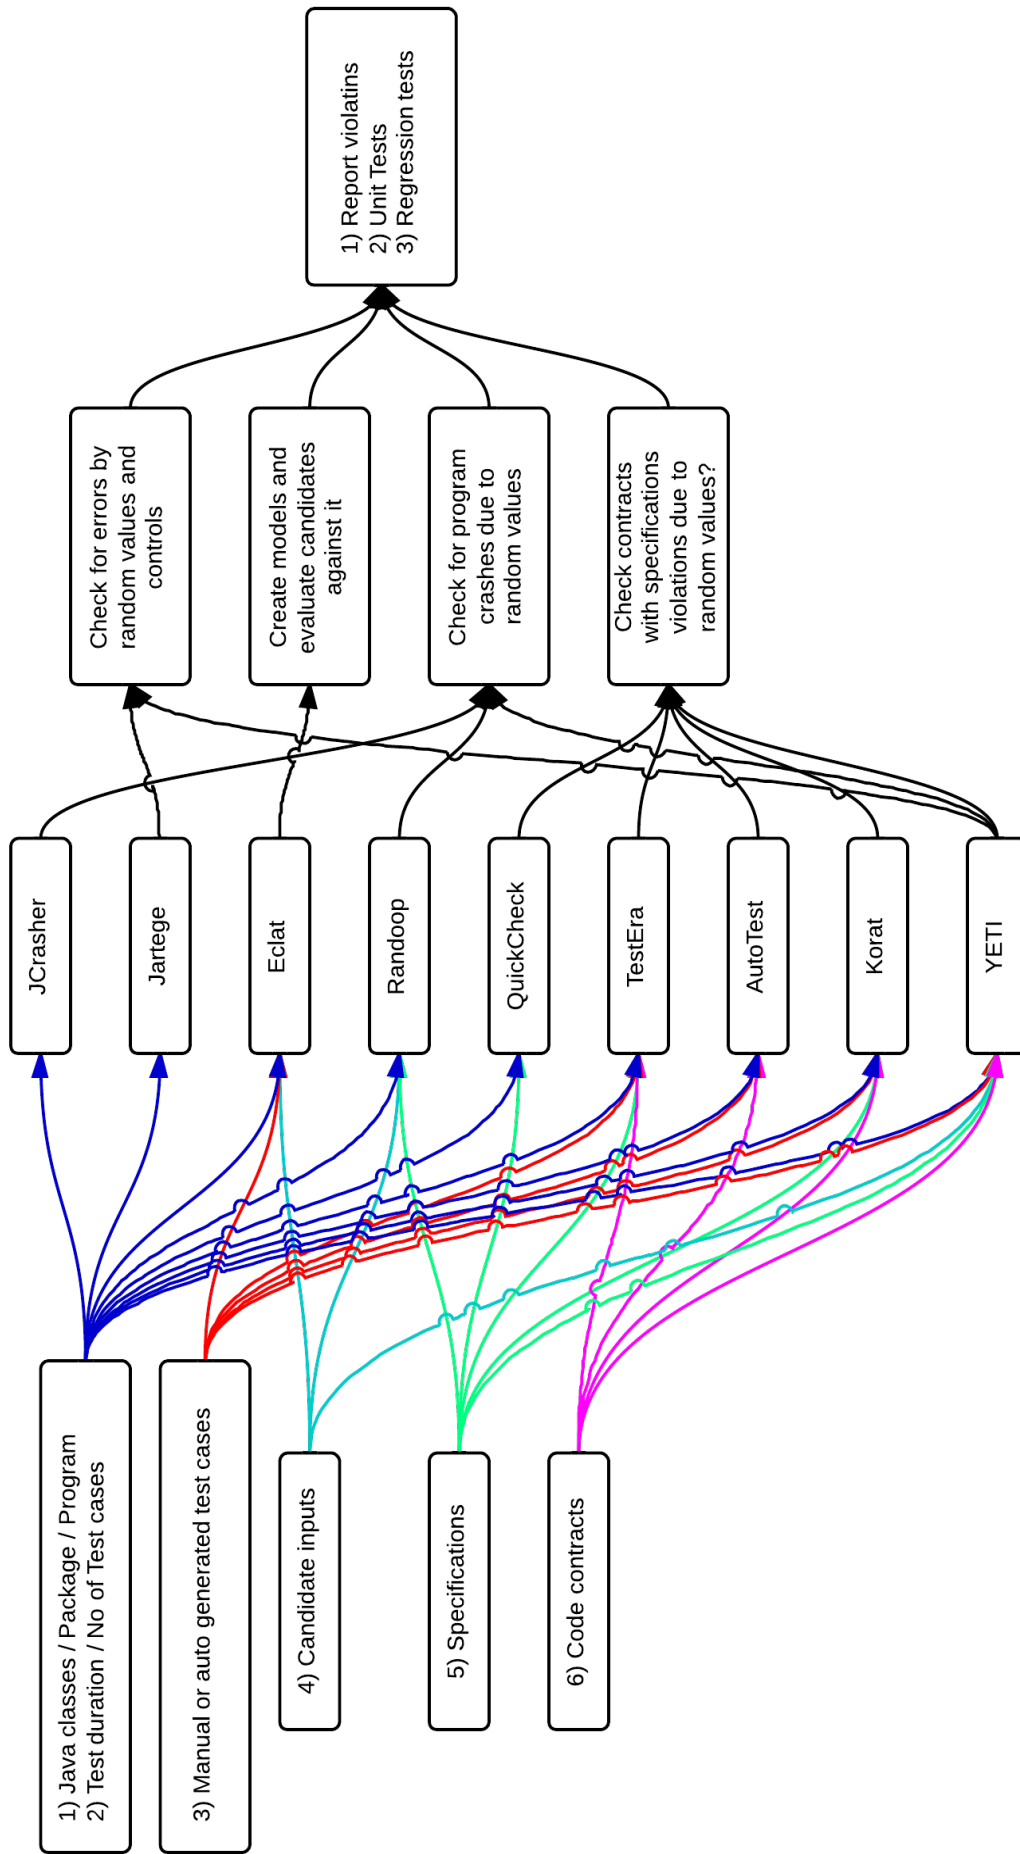 1) Java classes / Package / Program
2) Test duration / No of Test cases
3) Manual or auto generated test cases
4) Candidate inputs
5) Specifications
6) Code contracts
JCrasher
Jartege
Eclat
Randoop
QuickCheck
TestEra
AutoTest
Korat
YETI
Check for errors by
random values and
controls
Create models and
evaluate candidates
against it
Check for program
crashes due to
random values
Check contracts
with specifications
violations due to
random values?
1) Report violatins
2) Unit Tests
3) Regression tests